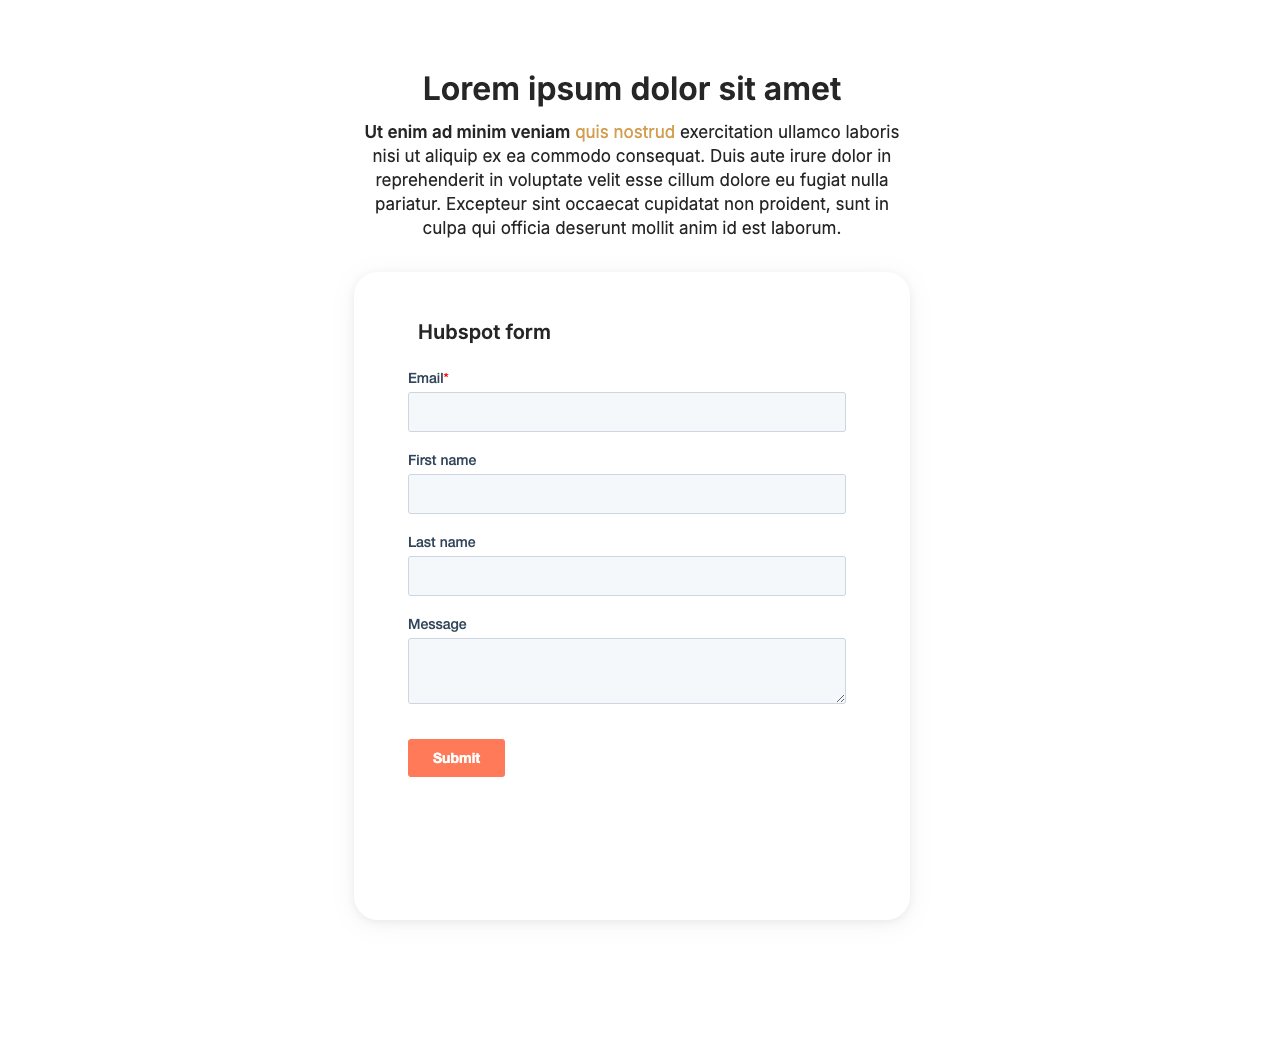 Lorem ipsum dolor sit amet
Ut enim ad minim veniam quis nostrud exercitation ullamco laboris
nisi ut aliquip ex ea commodo consequat. Duis aute irure dolor in
reprehenderit in voluptate velit esse cillum dolore eu fugiat nulla
pariatur. Excepteur sint occaecat cupidatat non proident, sunt in
culpa qui officia deserunt mollit anim id est laborum.
Hubspot form
Email*
First name
Last name
Message
Submit